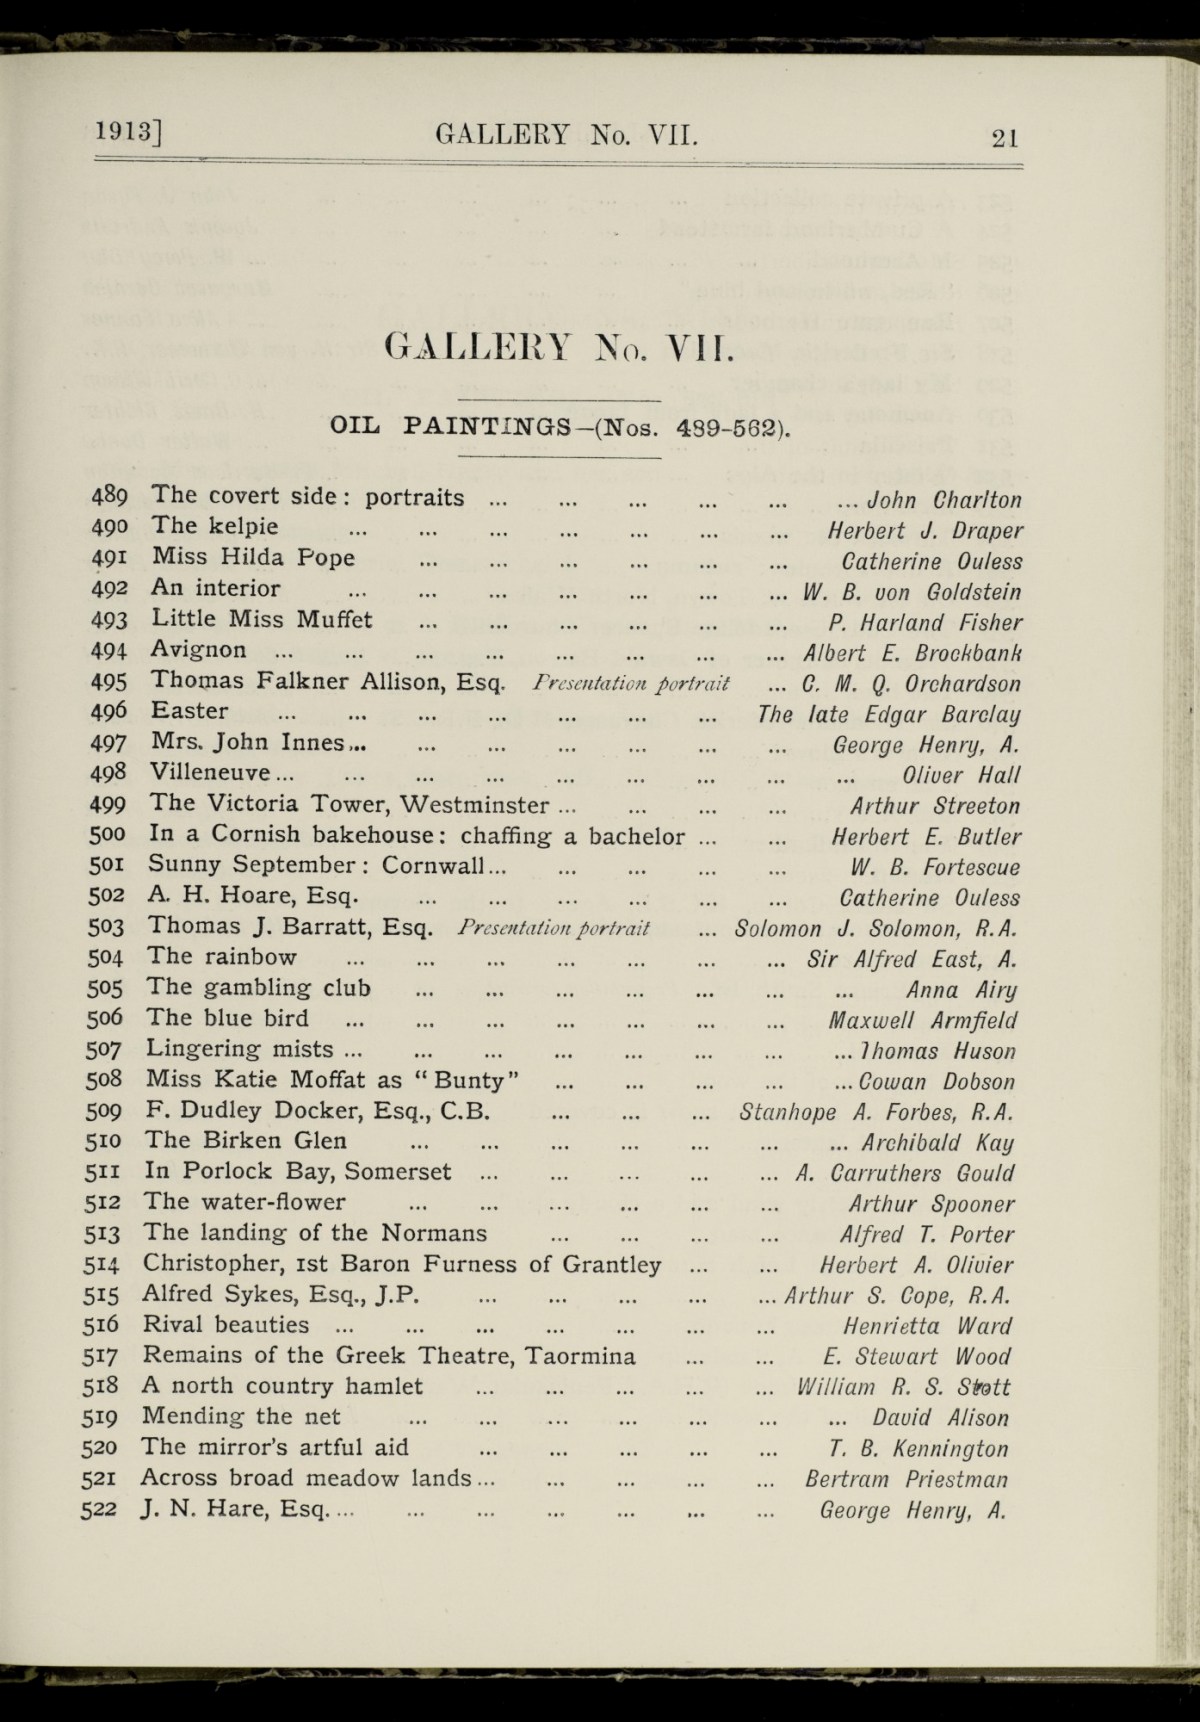 1913] GALLERY No. VII. 21
GALLERY No. VII.
OIL PAINTINGS—(Nos. 489-562).
489 The covert side: portraits ... ... ... ... ... ... John Charlton
490 The kelpie ... ... ... ... ... ... ... Herbert J. Draper
491 Miss Hilda Pope ... ... ... ... ... ... Catherine Ouless
492 An interior ... ... ... ... ... ... ... W. B. von Goldstein
493 Little Miss Muffet ... ... ... ... ... ... P. Harland Fisher
494 Avignon ... ... ... ... ... ... ... ... Albert E. Brockbank
495 Thomas Falkner Allison, Esq. Presentation portrait ... C. M. Q. Orchardson
496 Easter ... ... ... ... ... ... ... The late Edgar Barclay
497 Mrs. John Innes... ... ... ... ... ... ... George Henry, A.
498 Villeneuve... ... ... ... ... ... ... ... ... Oliver Hall
499 The Victoria Tower, Westminster ... ... ... ... Arthur Streeton
500 In a Cornish bakehouse: chaffing a bachelor ... ... Herbert E. Butler
501 Sunny September: Cornwall... ... ... ... ... W. B. Fortescue
502 A. H. Hoare, Esq. ... ... ... ... ... ... Catherine Ouless
503 Thomas J. Barratt, Esq. Presentation portrait ... Solomon J. Solomon, R.A.
504 The rainbow ... ... ... ... ... ... ... Sir Alfred East, A.
505 The gambling club ... ... ... ... ... ... ... Anna Airy
506 The blue bird ... ... ... ... ... ... ... Maxwell Armfield
507 Lingering mists ... ... ... ... ... ... ... ... Thomas Huson
508 Miss Katie Moffat as “Bunty” ... ... ... ... ... Cowan Dobson
509 F. Dudley Docker, Esq., C.B. ... ... ... Stanhope A. Forbes, R.A.
510 The Birken Glen ... ... ... ... ... ... ... Archibald Kay
511 In Porlock Bay, Somerset ... ... ... ... ... A. Carruthers Gould
512 The water-flower ... ... ... ... ... ... Arthur Spooner
513 The landing of the Normans ... ... ... ... Alfred T. Porter
514 Christopher, 1st Baron Furness of Grantley ... ... Herbert A. Olivier
515 Alfred Sykes, Esq., J.P. ... ... ... ... ... Arthur S. Cope, R.A.
516 Rival beauties ... ... ... ... ... ... ... Henrietta Ward
517 Remains of the Greek Theatre, Taormina ... ... E. Stewart Wood
518 A north country hamlet ... ... ... ... ... William R. S. Stott
519 Mending the net ... ... ... ... ... ... ... David Alison
520 The mirror's artful aid ... ... ... ... ... T. B. Kennington
521 Across broad meadow lands... ... ... ... ... Bertram Priestman
522 J. N. Hare, Esq. ... ... ... ... ... ... ... George Henry, A.